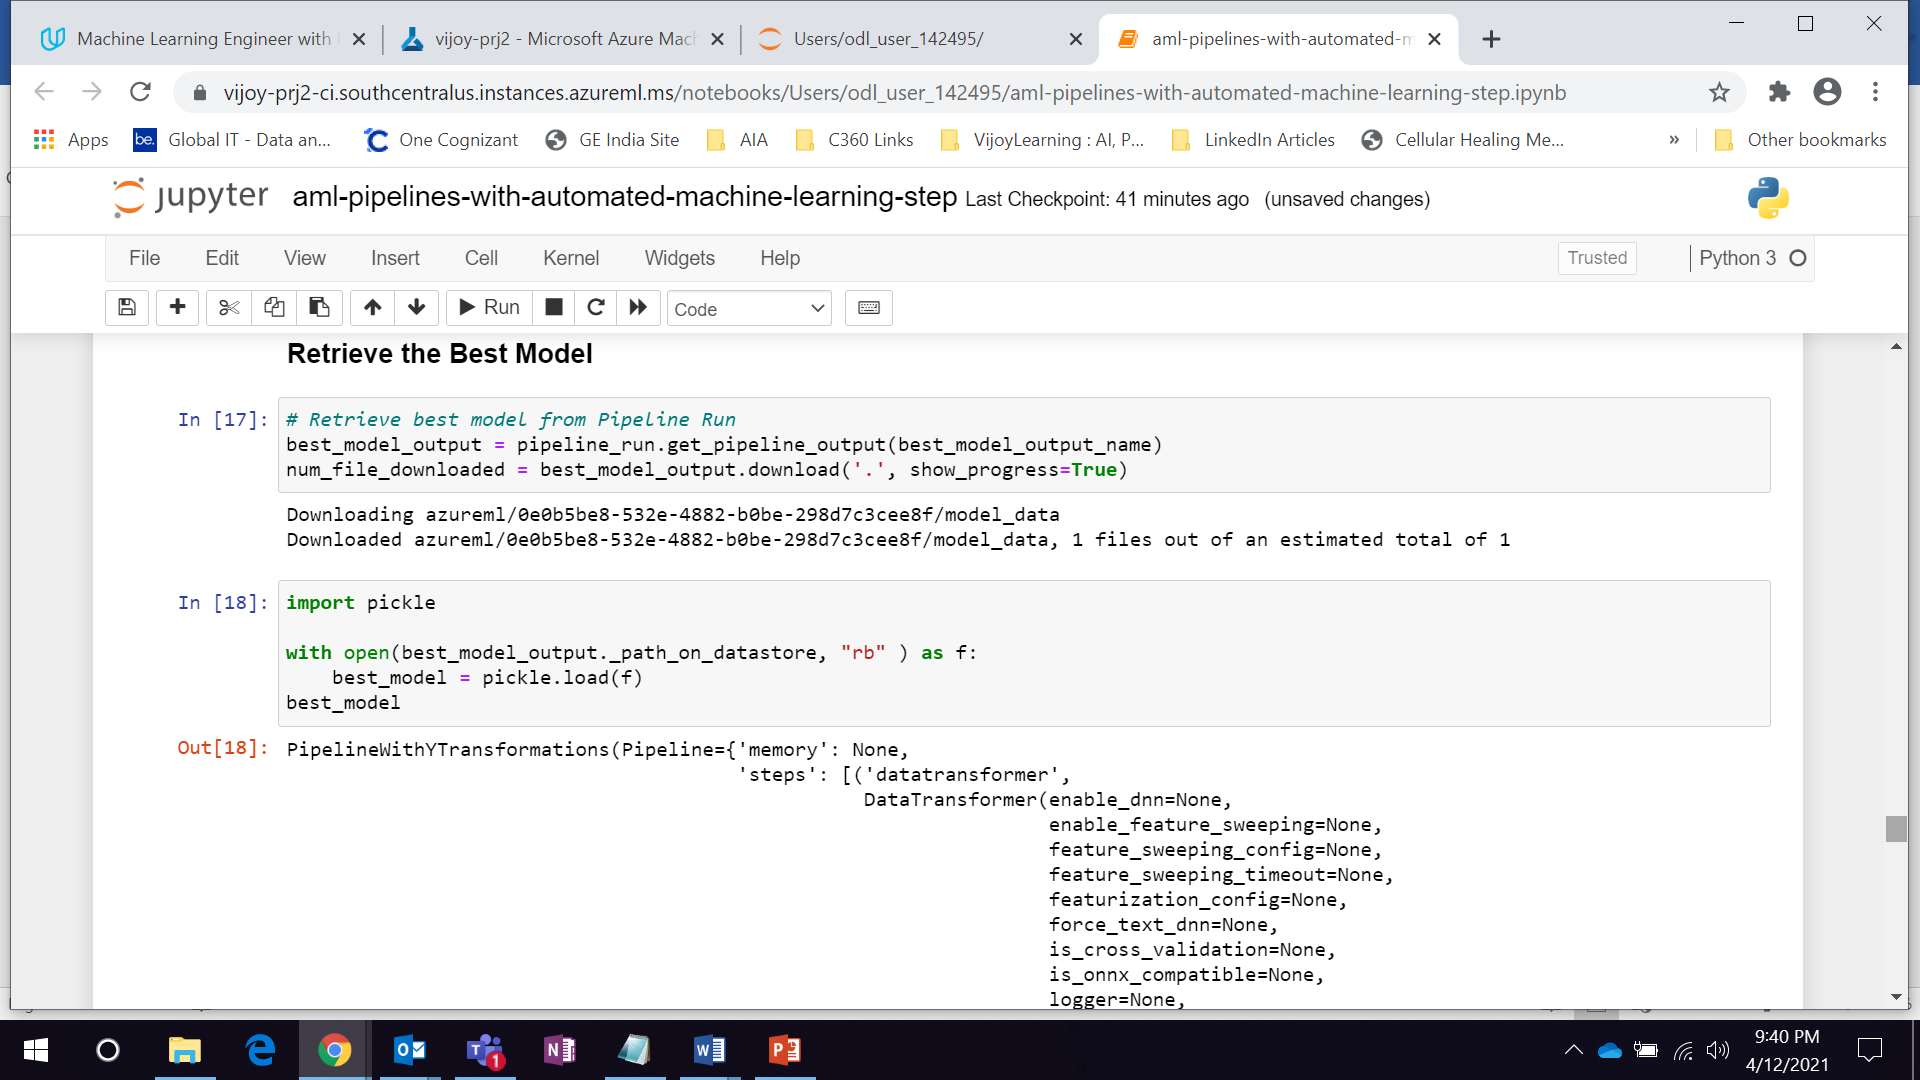 Machine Learning Engineer with
vijoy-prj2 - Microsoft Azure Mac
Users/odl_user_142495/
aml-pipelines-with-automated-m
vijoy-prj2-ci.southcentralus.instances.azureml.ms/notebooks/Users/odl_user_142495/aml-pipelines-with-automated-machine-learning-step.ipynb
Apps
be.
Global IT - Data an...
One Cognizant
GE India Site
AIA
C360 Links
VijoyLearning : AI, P...
LinkedIn Articles
Cellular Healing Me...
»
Other bookmarks
jupyter
aml-pipelines-with-automated-machine-learning-step Last Checkpoint: 41 minutes ago (unsaved changes)
File Edit View Insert Cell Kernel Widgets Help
Trusted
Python 3
Run
Code
Retrieve the Best Model
In [17]:
# Retrieve best model from Pipeline Run
best_model_output = pipeline_run.get_pipeline_output(best_model_output_name)
num_file_downloaded = best_model_output.download('.', show_progress=True)
Downloading azureml/0e0b5be8-532e-4882-b0be-298d7c3cee8f/model_data
Downloaded azureml/0e0b5be8-532e-4882-b0be-298d7c3cee8f/model_data, 1 files out of an estimated total of 1
In [18]:
import pickle
with open(best_model_output._path_on_datastore, "rb" ) as f:
    best_model = pickle.load(f)
best_model
Out[18]:
PipelineWithYTransformations(Pipeline={'memory': None,
'steps': [('datatransformer',
DataTransformer(enable_dnn=None,
enable_feature_sweeping=None,
feature_sweeping_config=None,
feature_sweeping_timeout=None,
featurization_config=None,
force_text_dnn=None,
is_cross_validation=None,
is_onnx_compatible=None,
logger=None,
1
9:40 PM
4/12/2021